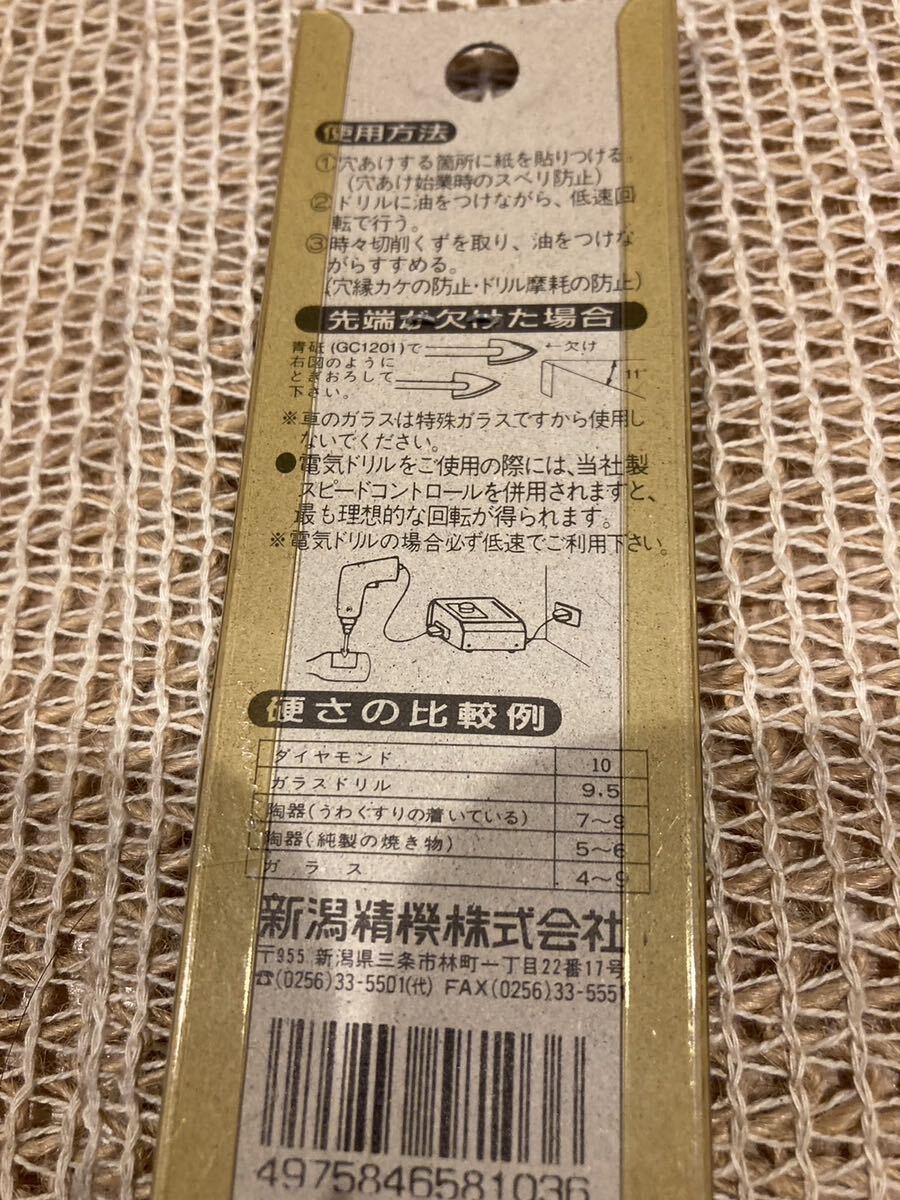 使用方法
①穴あけする箇所に紙を貼りつける。
(穴あけ始業時のスベリ防止)
②ドリルに油をつけながら、低速回
転で行う。
③時々切削くずを取り、油をつけな
がらすすめる。
(穴縁カケの防止・ドリル摩耗の防止)
先端が欠けた場合
青砥(GC1201)で
右図のように
とぎおろして
下さい。
←欠け
11°
※車のガラスは特殊ガラスですから使用し
ないでください。
●電気ドリルをご使用の際には、当社製
スピードコントロールを併用されますと、
最も理想的な回転が得られます。
※電気ドリルの場合必ず低速でご利用下さい。
硬さの比較例
ダイヤモンド 10
ガラスドリル 9.5
陶器(うわくすりの着いている) 7〜9
陶器(純製の焼き物) 5〜6
ガラス 4〜9
新潟精機株式会社
〒955 新潟県三条市林町一丁目22番17号
☎(0256)33-5501(代) FAX(0256)33-5551
4975846581036